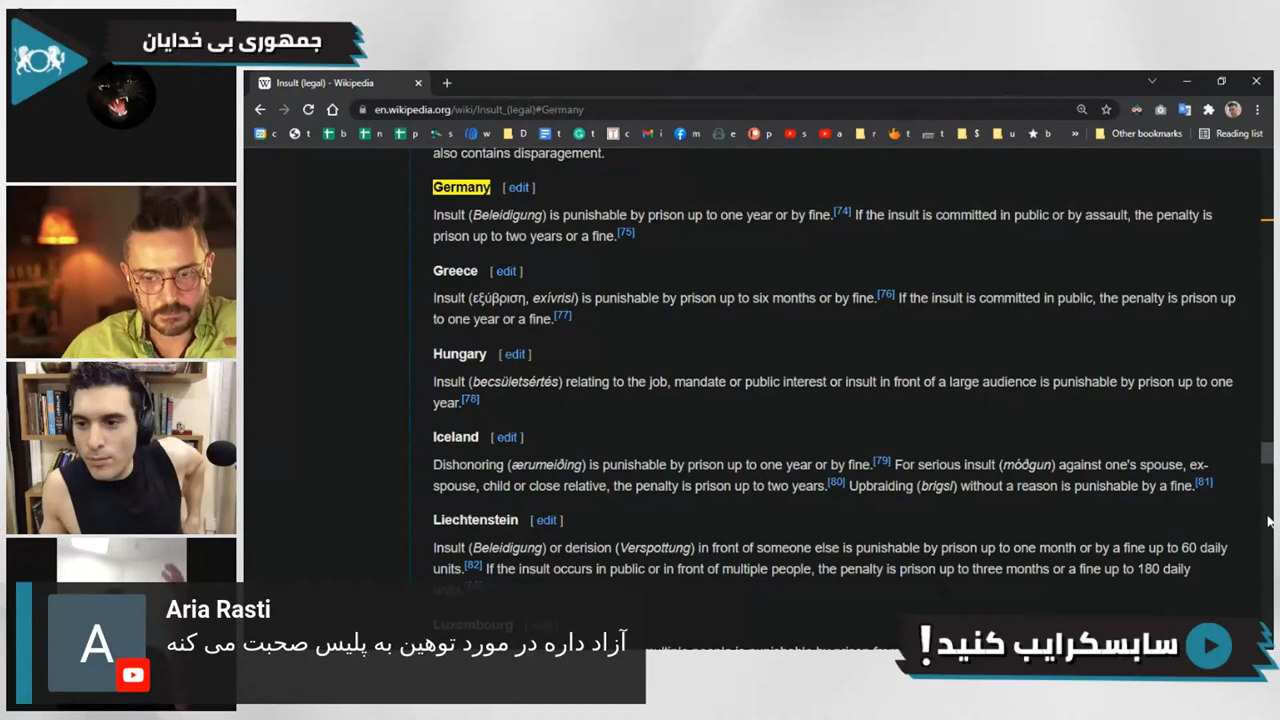 جمهوری بی خدایان
Insult (legal) - Wikipedia
en.wikipedia.org/wiki/Insult_(legal)#Germany
c t b n p s w D t t c i m e p s a r t t $ u b » Other bookmarks Reading list
also contains disparagement.
Germany [ edit ]
Insult (Beleidigung) is punishable by prison up to one year or by fine.[74] If the insult is committed in public or by assault, the penalty is
prison up to two years or a fine.[75]
Greece [ edit ]
Insult (εξύβριση, exívrisi) is punishable by prison up to six months or by fine.[76] If the insult is committed in public, the penalty is prison up
to one year or a fine.[77]
Hungary [ edit ]
Insult (becsületsértés) relating to the job, mandate or public interest or insult in front of a large audience is punishable by prison up to one
year.[78]
Iceland [ edit ]
Dishonoring (ærumeiðing) is punishable by prison up to one year or by fine.[79] For serious insult (móðgun) against one's spouse, ex-
spouse, child or close relative, the penalty is prison up to two years.[80] Upbraiding (brigsl) without a reason is punishable by a fine.[81]
Liechtenstein [ edit ]
Insult (Beleidigung) or derision (Verspottung) in front of someone else is punishable by prison up to one month or by a fine up to 60 daily
units.[82] If the insult occurs in public or in front of multiple people, the penalty is prison up to three months or a fine up to 180 daily
units.
Luxembourg
A
Aria Rasti
آزاد داره در مورد توهین به پلیس صحبت می کنه
سابسکرایب کنید!